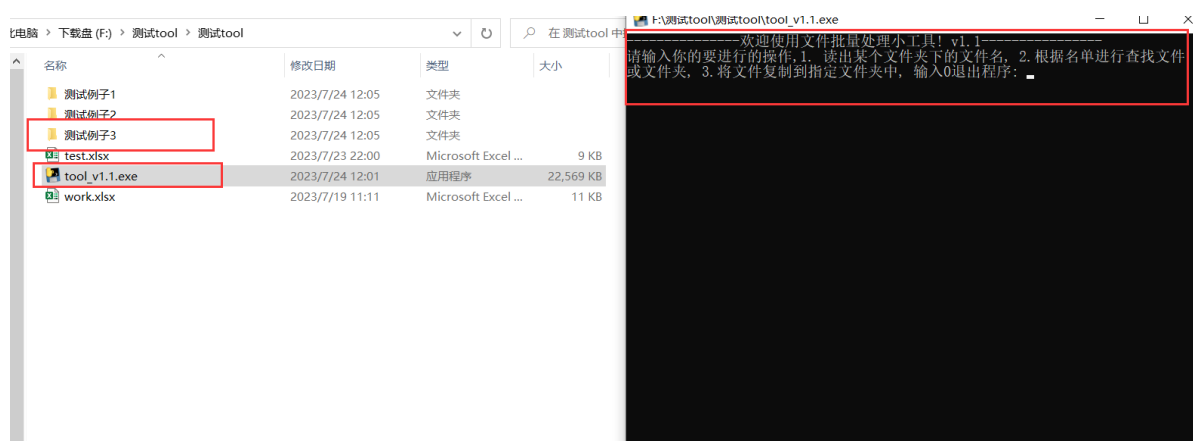 此电脑 > 下载盘 (F:) > 测试tool > 测试tool
在 测试tool 中
名称 修改日期 类型 大小
测试例子1 2023/7/24 12:05 文件夹
测试例子2 2023/7/24 12:05 文件夹
测试例子3 2023/7/24 12:05 文件夹
test.xlsx 2023/7/23 22:00 Microsoft Excel ... 9 KB
tool_v1.1.exe 2023/7/24 12:01 应用程序 22,569 KB
work.xlsx 2023/7/19 11:11 Microsoft Excel ... 11 KB
F:\测试tool\测试tool\tool_v1.1.exe
---------------欢迎使用文件批量处理小工具! v1.1----------------
请输入你的要进行的操作,1. 读出某个文件夹下的文件名, 2.根据名单进行查找文件
或文件夹, 3.将文件复制到指定文件夹中, 输入0退出程序: